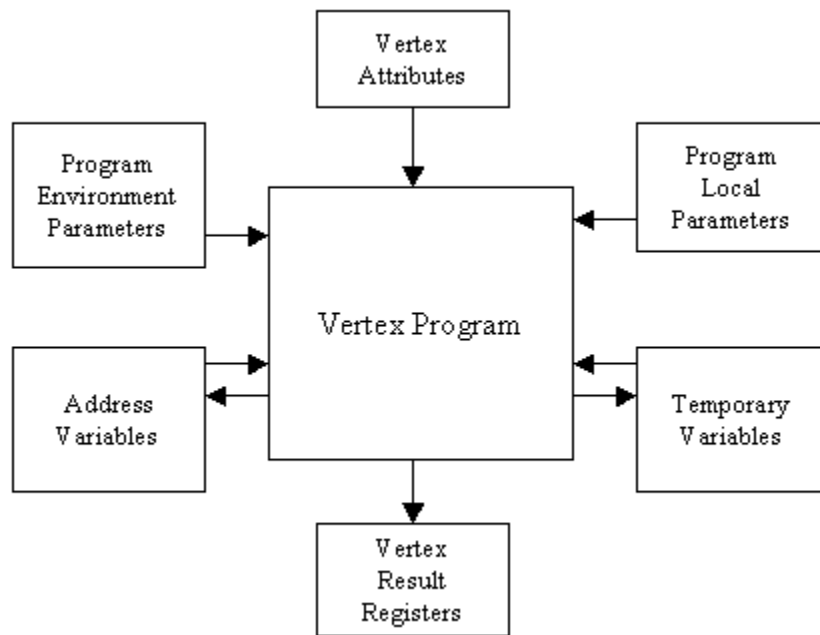 Vertex
Attributes
Program
Environment
Parameters
Program
Local
Parameters
Vertex Program
Address
Variables
Temporary
Variables
Vertex
Result
Registers